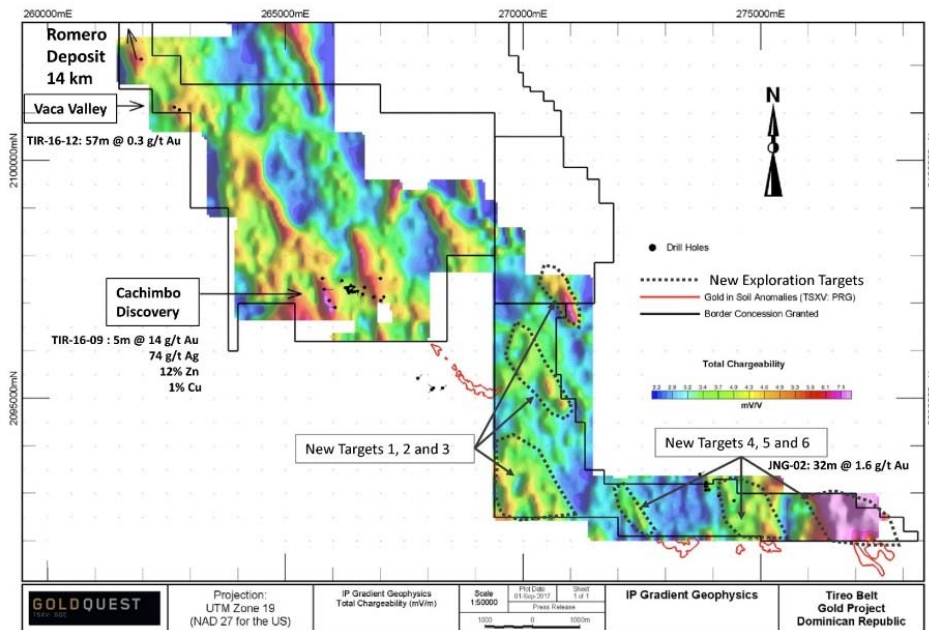 260000mE 265000mE 270000mE 275000mE
Romero
Deposit
14 km
Vaca Valley
TIR-16-12: 57m @ 0.3 g/t Au
2100000mN
N
Drill Holes
New Exploration Targets
Gold in Soil Anomalies (TSXV: PRG)
Border Concession Granted
Cachimbo
Discovery
TIR-16-09 : 5m @ 14 g/t Au
74 g/t Ag
12% Zn
1% Cu
Total Chargeability
mV/V
2095000mN
New Targets 1, 2 and 3
New Targets 4, 5 and 6
JNG-02: 32m @ 1.6 g/t Au
GOLDQUEST
Projection:
UTM Zone 19
(NAD 27 for the US)
IP Gradient Geophysics
Total Chargeability (mV/m)
Scale
1:50000
Plot Date
01-Sep-2017
Sheet
1 of 1
Press Release
1000 0 1000m
IP Gradient Geophysics
Tireo Belt
Gold Project
Dominican Republic